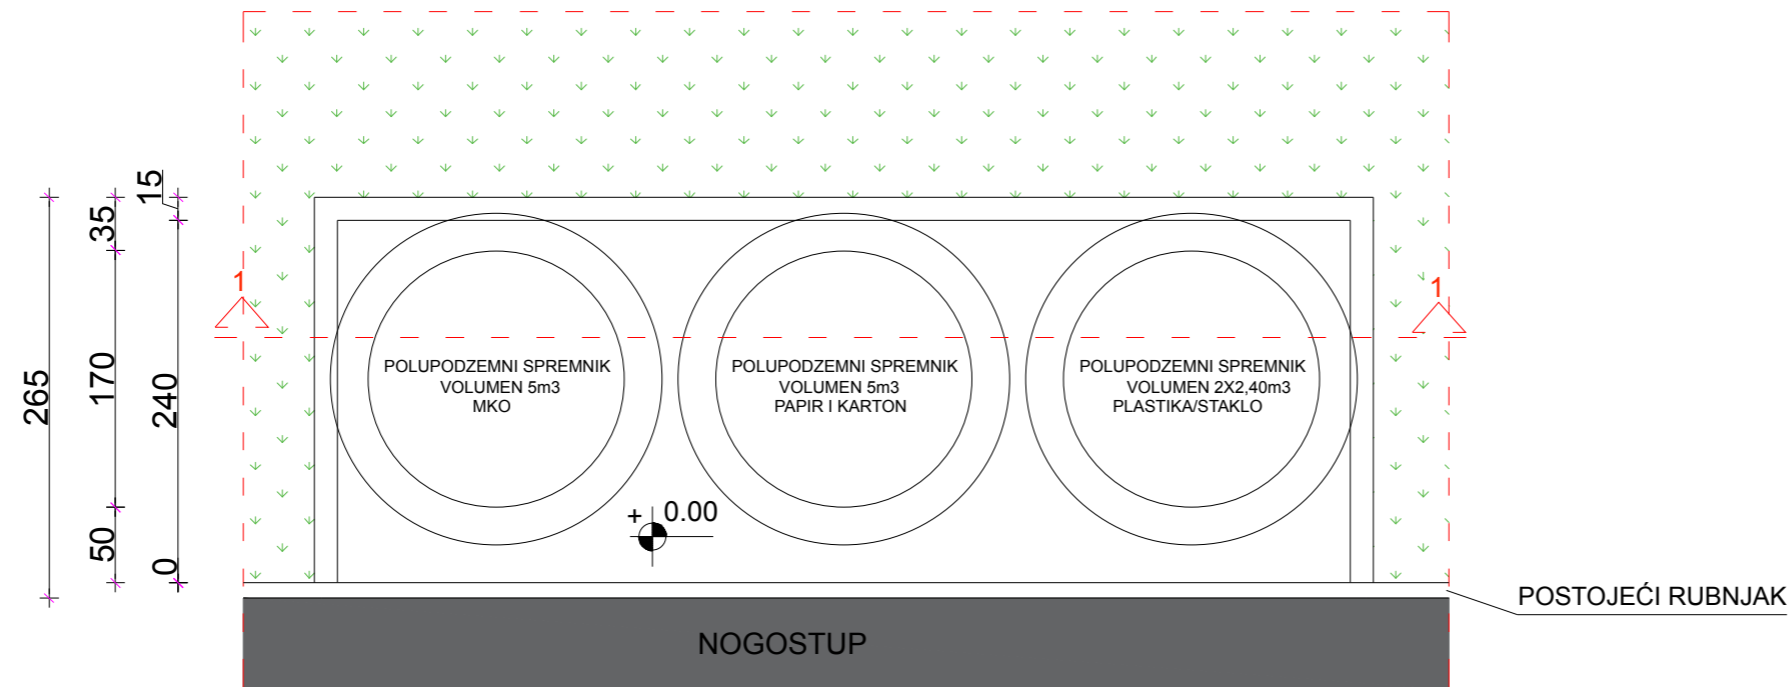 15
35
1
1
170
240
265
POLUPODZEMNI SPREMNIK
VOLUMEN 5m3
MKO
POLUPODZEMNI SPREMNIK
VOLUMEN 5m3
PAPIR I KARTON
POLUPODZEMNI SPREMNIK
VOLUMEN 2X2,40m3
PLASTIKA/STAKLO
+ 0.00
50
0
POSTOJEĆI RUBNJAK
NOGOSTUP